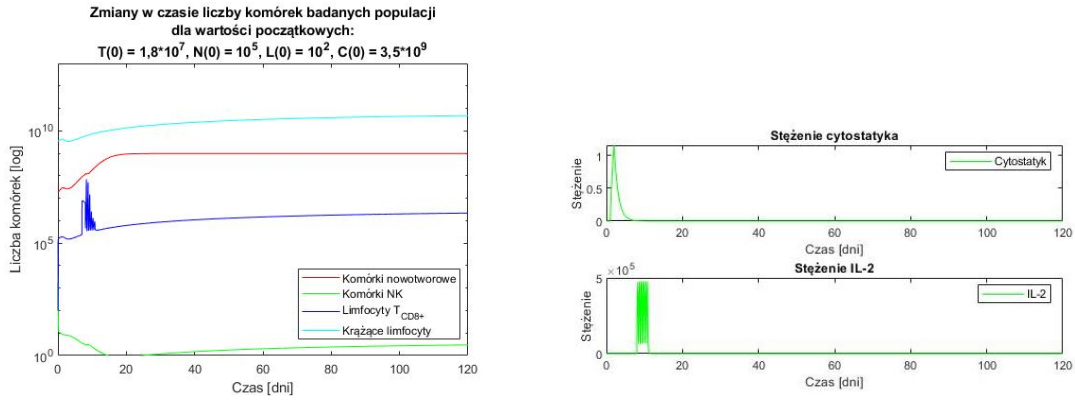 Zmiany w czasie liczby komórek badanych populacji
dla wartości początkowych:
T(0) = 1,8*10^7, N(0) = 10^5, L(0) = 10^2, C(0) = 3,5*10^9
Liczba komórek [log]
10^10
10^5
10^0
0 20 40 60 80 100 120
Czas [dni]
Komórki nowotworowe
Komórki NK
Limfocyty T_CD8+
Krążące limfocyty
Stężenie cytostatyka
Stężenie
1
0.5
0
0 20 40 60 80 100 120
Czas [dni]
Cytostatyk
Stężenie IL-2
×10^5
Stężenie
5
0
0 20 40 60 80 100 120
Czas [dni]
IL-2